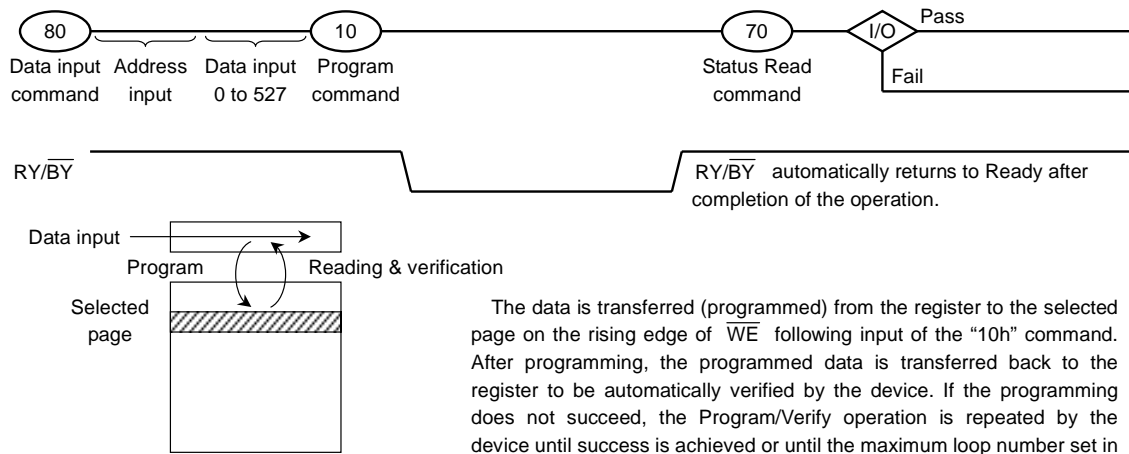 80
10
70
I/O
Pass
Data input
command
Address
input
Data input
0 to 527
Program
command
Status Read
command
Fail
RY/BY
RY/BY automatically returns to Ready after
completion of the operation.
Data input
Program
Reading & verification
Selected
page
The data is transferred (programmed) from the register to the selected
page on the rising edge of WE following input of the “10h” command.
After programming, the programmed data is transferred back to the
register to be automatically verified by the device. If the programming
does not succeed, the Program/Verify operation is repeated by the
device until success is achieved or until the maximum loop number set in